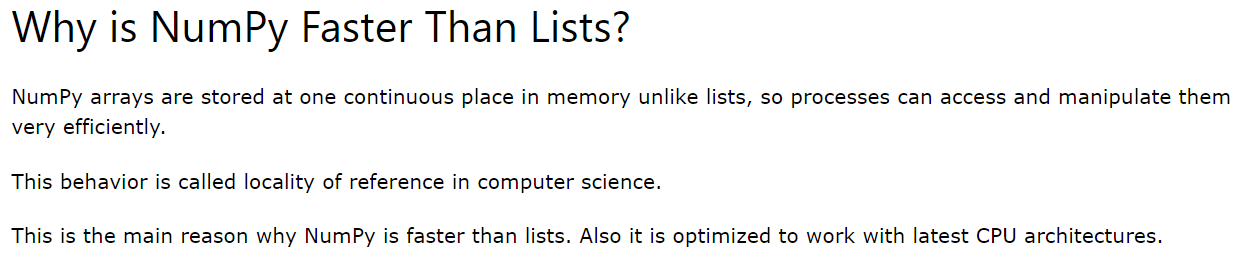 Why is NumPy Faster Than Lists?
NumPy arrays are stored at one continuous place in memory unlike lists, so processes can access and manipulate them
very efficiently.
This behavior is called locality of reference in computer science.
This is the main reason why NumPy is faster than lists. Also it is optimized to work with latest CPU architectures.